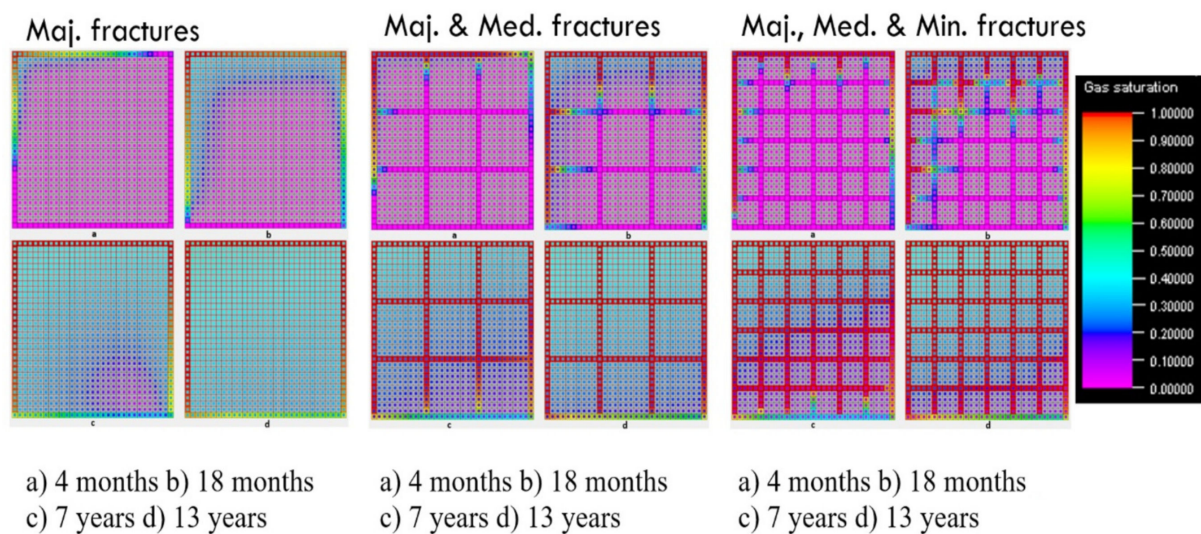 Maj. fractures
Maj. & Med. fractures
Maj., Med. & Min. fractures
a
b
a
b
a
b
Gas saturation
1.00000
0.90000
0.80000
0.70000
0.60000
0.50000
0.40000
0.30000
0.20000
0.10000
0.00000
c
d
c
d
c
d
a) 4 months b) 18 months
c) 7 years d) 13 years
a) 4 months b) 18 months
c) 7 years d) 13 years
a) 4 months b) 18 months
c) 7 years d) 13 years